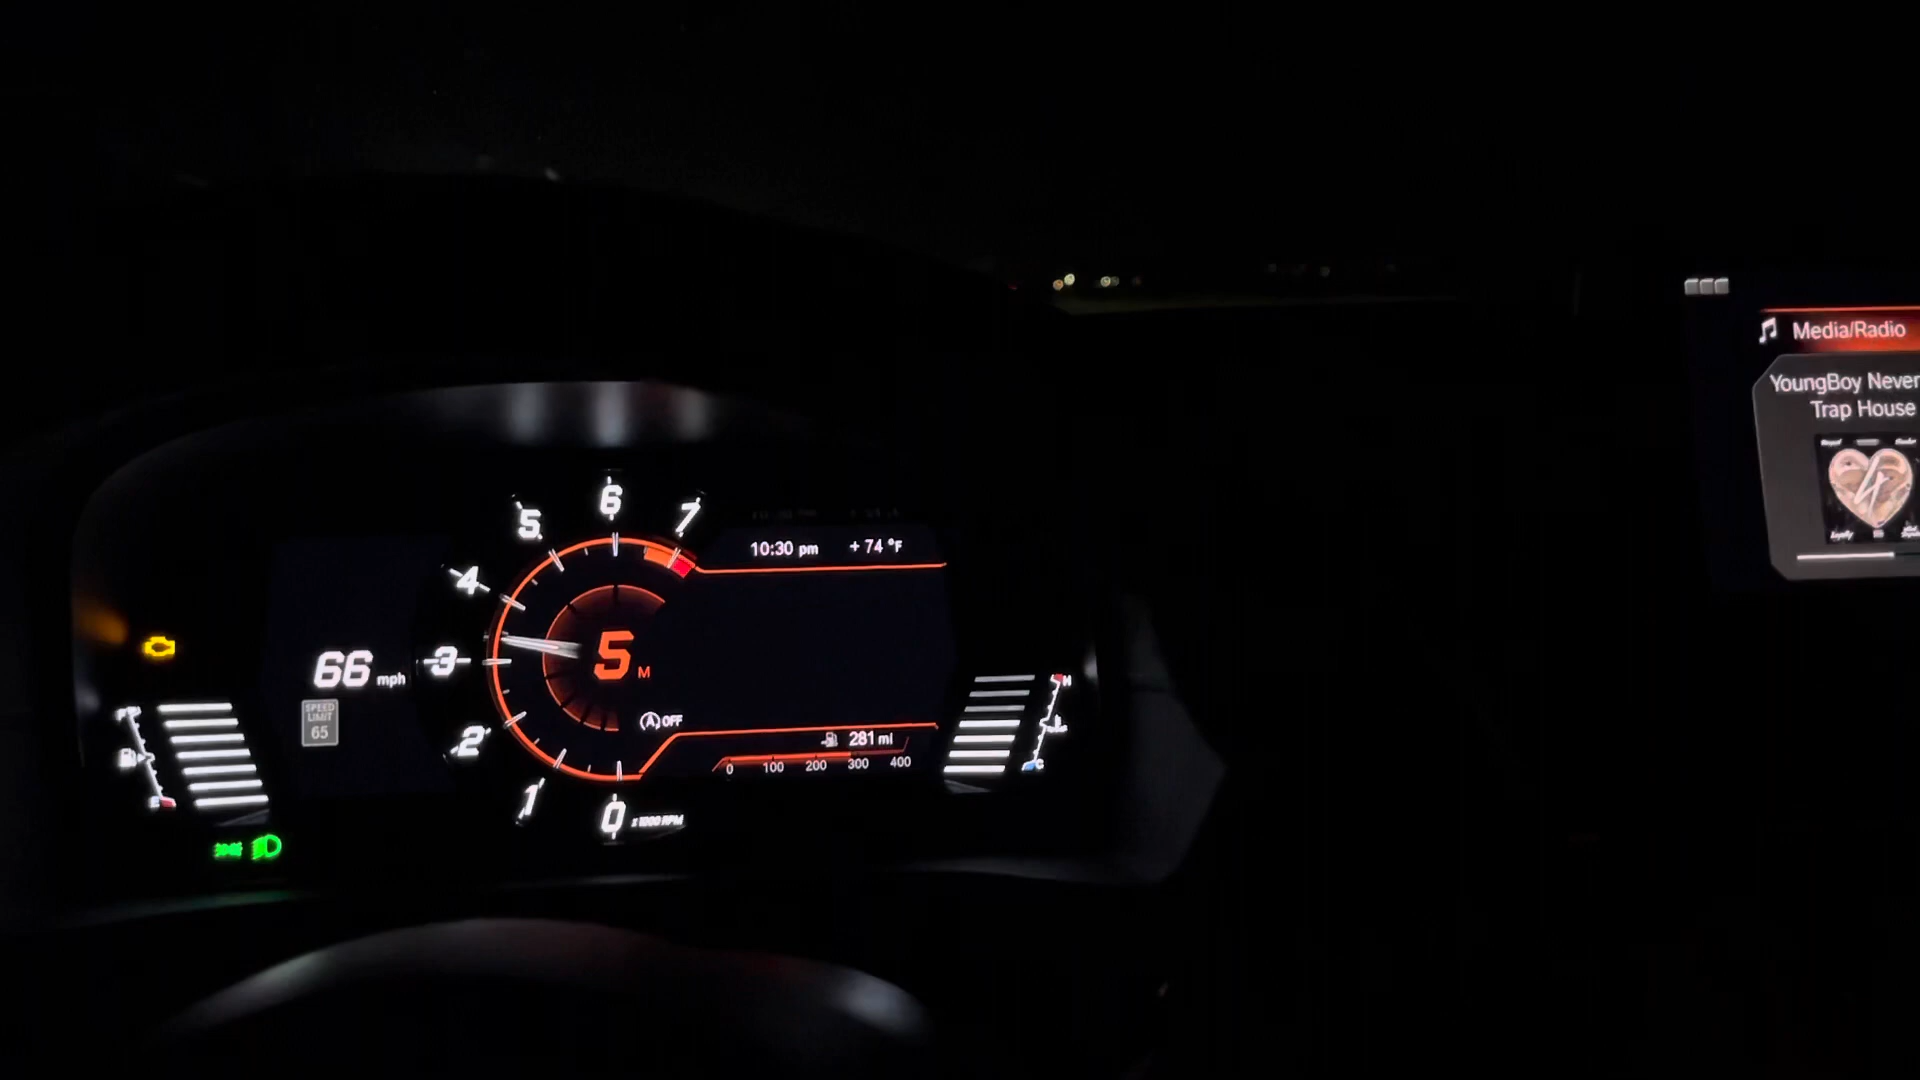 Media/Radio
YoungBoy Never
Trap House
4
10:30 pm
+ 74 °F
7
6
5
4
3
2
1
0
x 1000 RPM
5 M
66 mph
SPEED
LIMIT
65
(A) OFF
281 mi
0 100 200 300 400
F
E
H
C